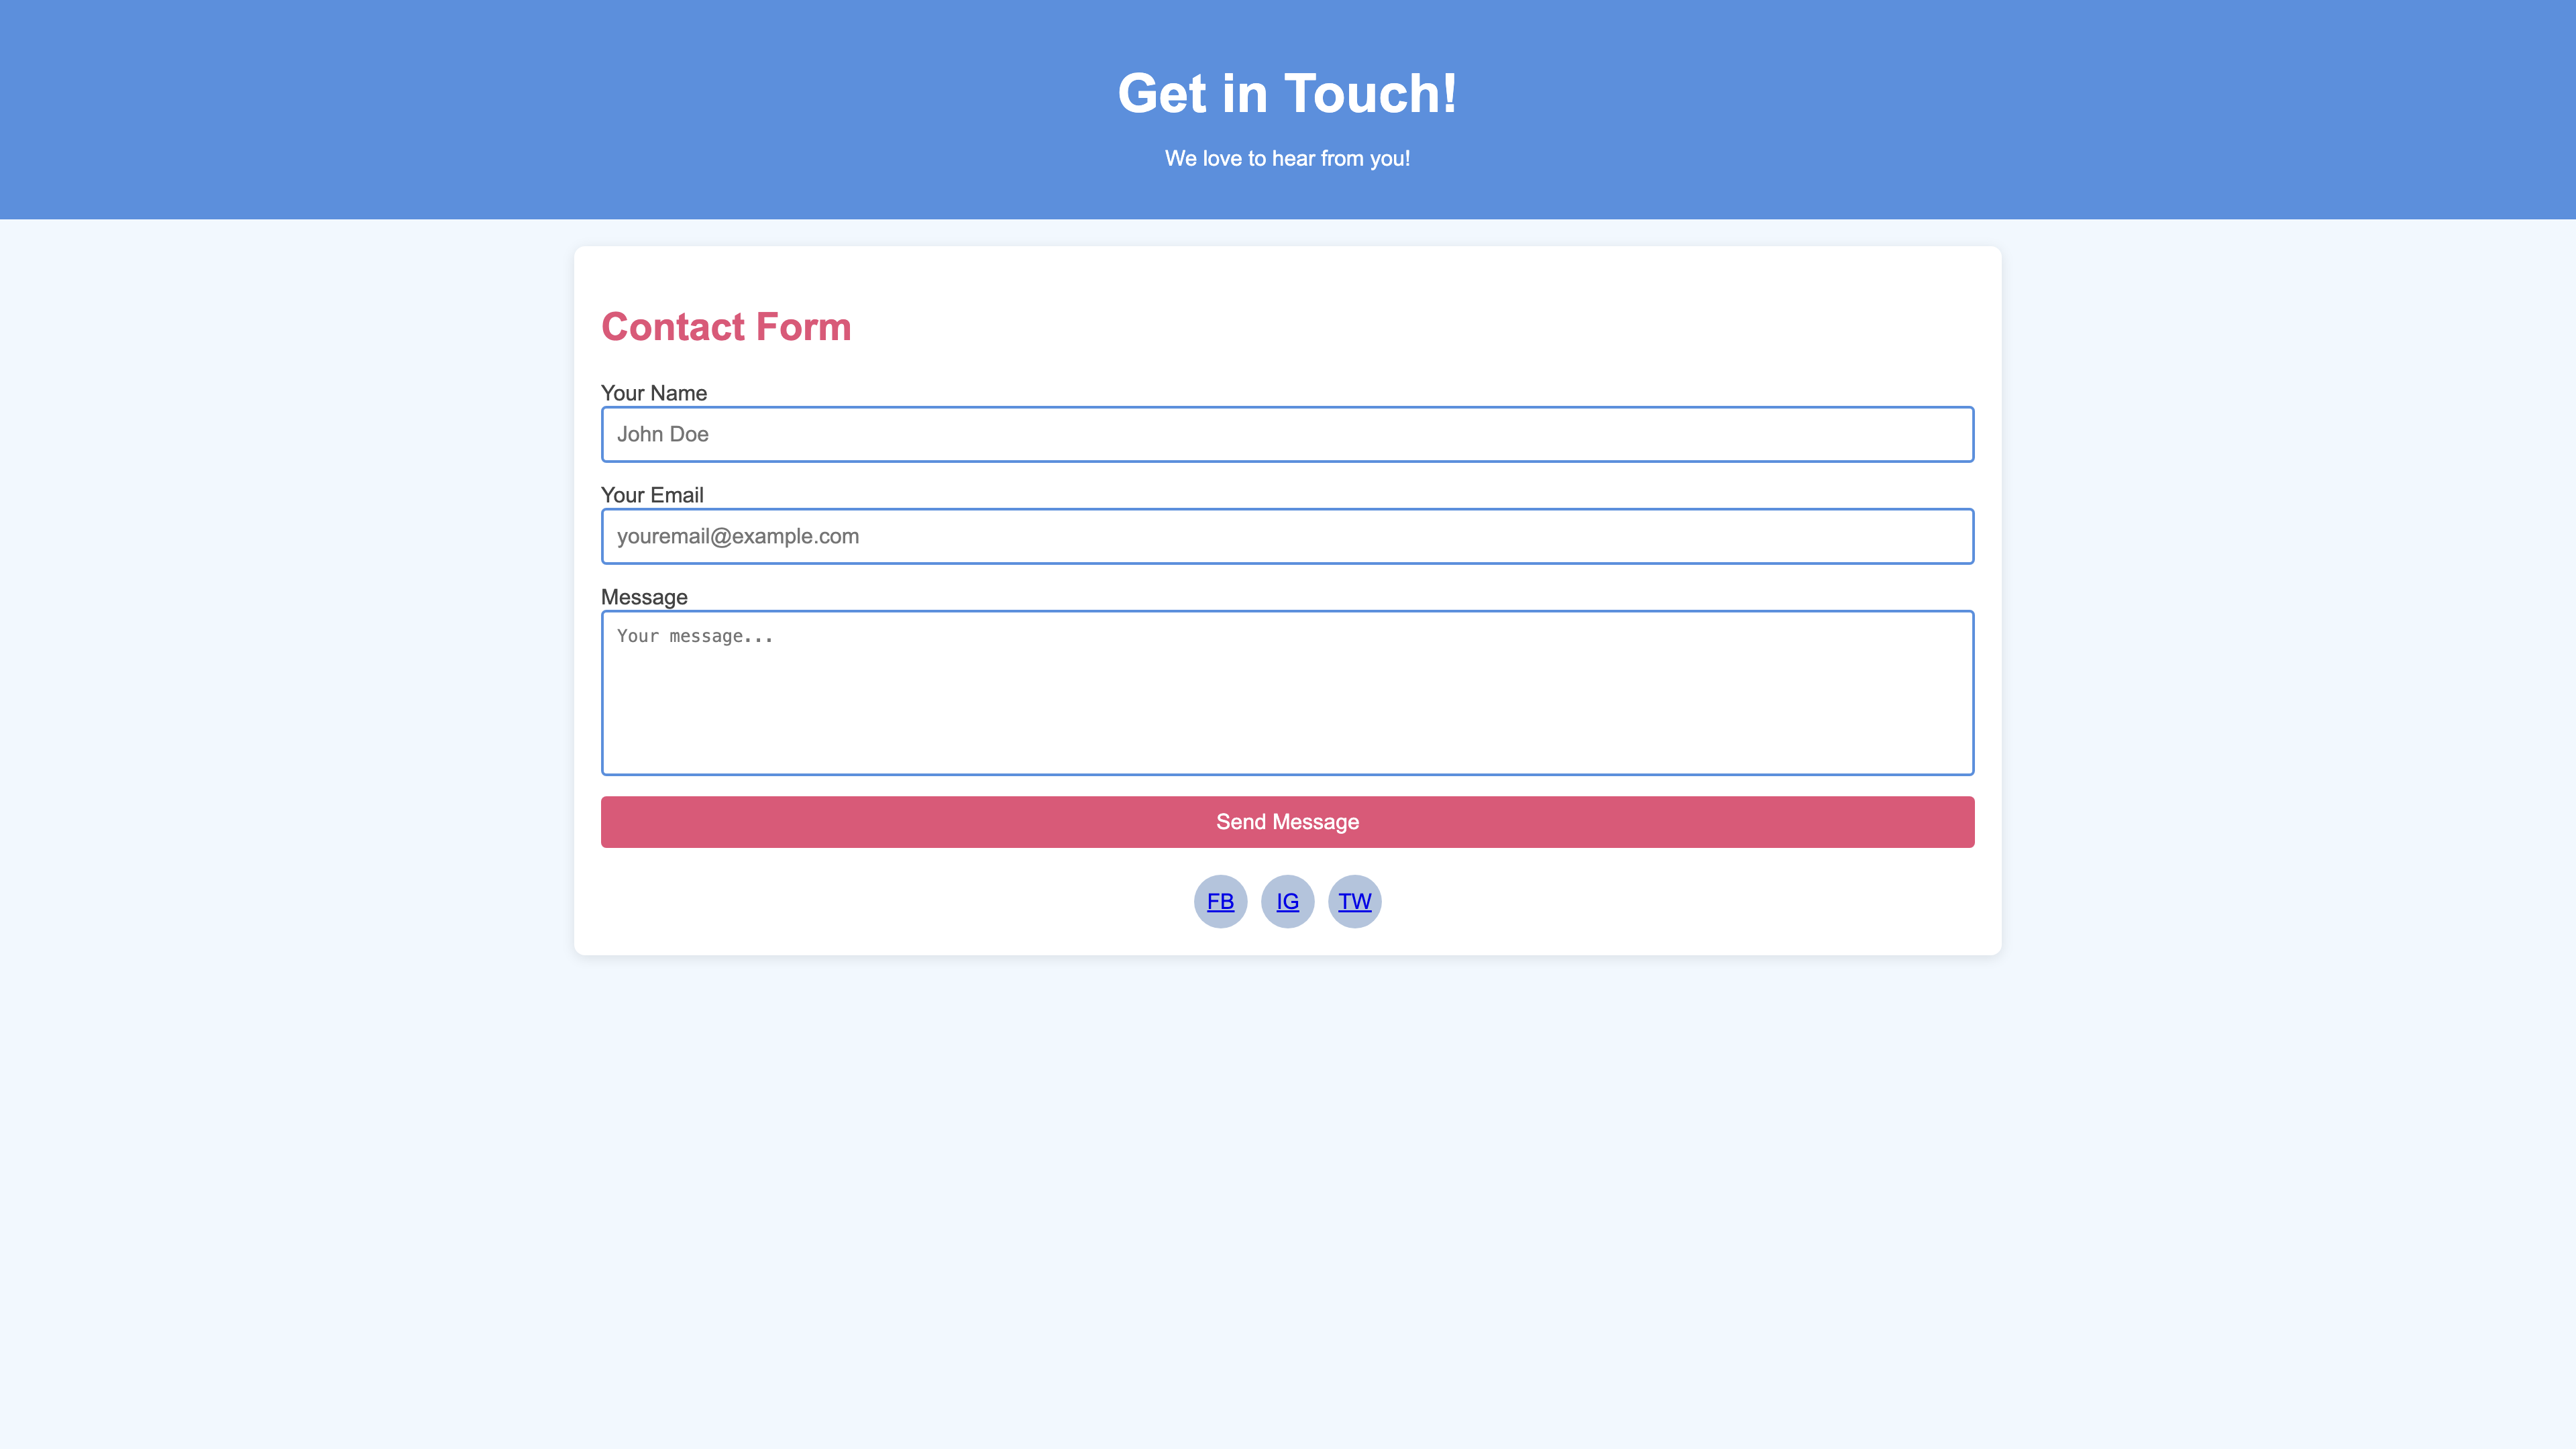 Get in Touch!
We love to hear from you!
Contact Form
Your Name
John Doe
Your Email
youremail@example.com
Message
Your message...
Send Message
FB IG TW